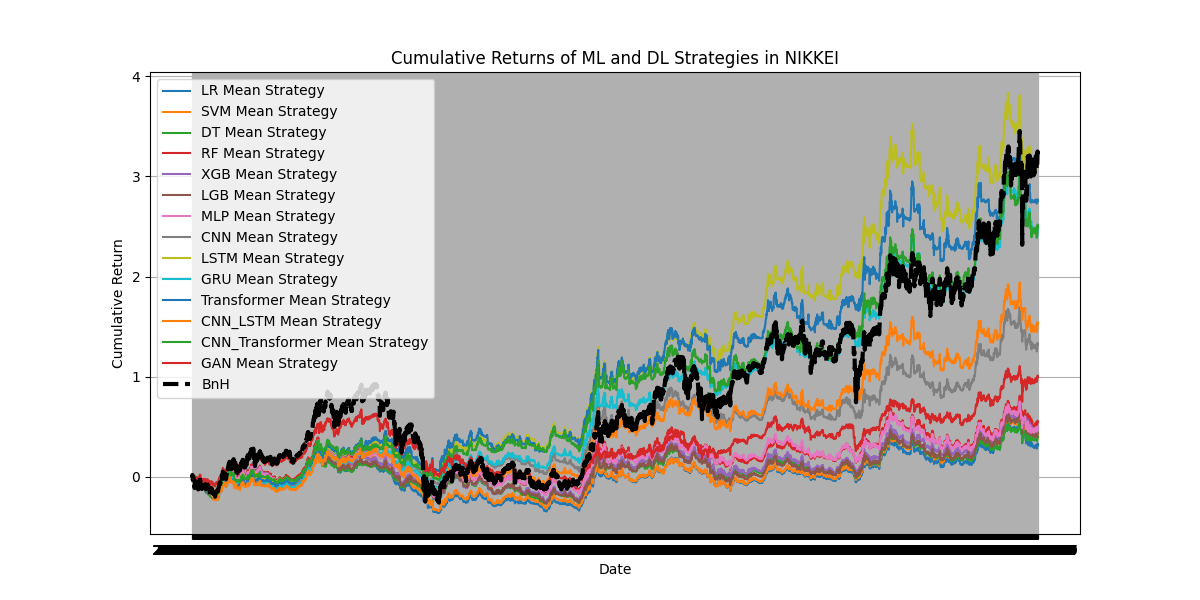 Cumulative Returns of ML and DL Strategies in NIKKEI
4
3
2
1
0
Cumulative Return
LR Mean Strategy
SVM Mean Strategy
DT Mean Strategy
RF Mean Strategy
XGB Mean Strategy
LGB Mean Strategy
MLP Mean Strategy
CNN Mean Strategy
LSTM Mean Strategy
GRU Mean Strategy
Transformer Mean Strategy
CNN_LSTM Mean Strategy
CNN_Transformer Mean Strategy
GAN Mean Strategy
BnH
Date